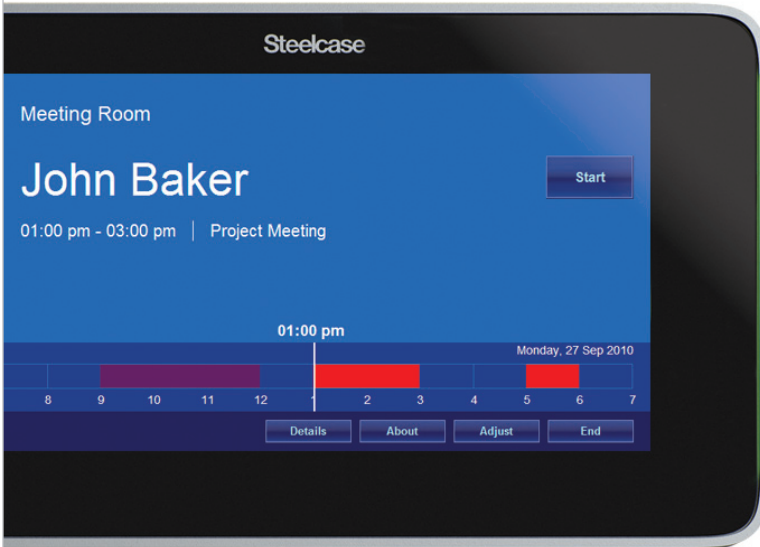 Steelcase
Meeting Room
John Baker
Start
01:00 pm - 03:00 pm | Project Meeting
01:00 pm
Monday, 27 Sep 2010
8 9 10 11 12 1 2 3 4 5 6 7
Details About Adjust End